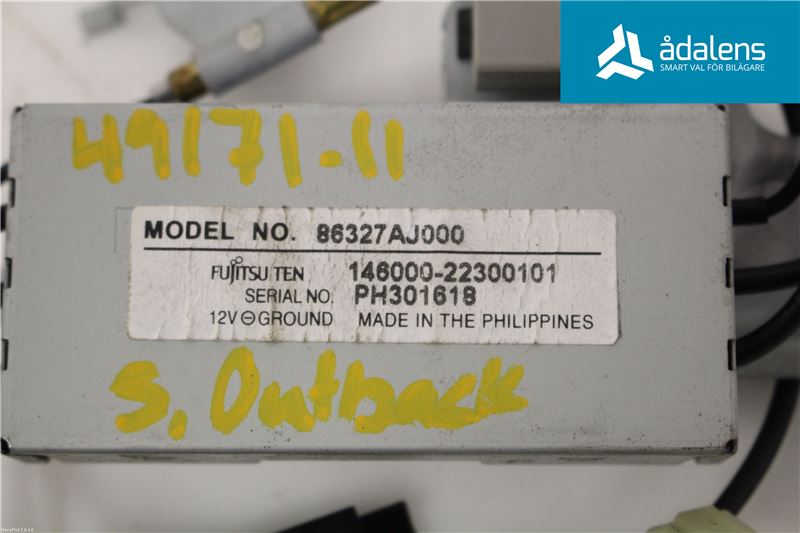 ådalens
SMART VAL FÖR BILÄGARE
49171-11
MODEL NO. 86327AJ000
FUJITSU TEN 146000-22300101
SERIAL NO. PH301618
12V⊖GROUND MADE IN THE PHILIPPINES
S. Outback